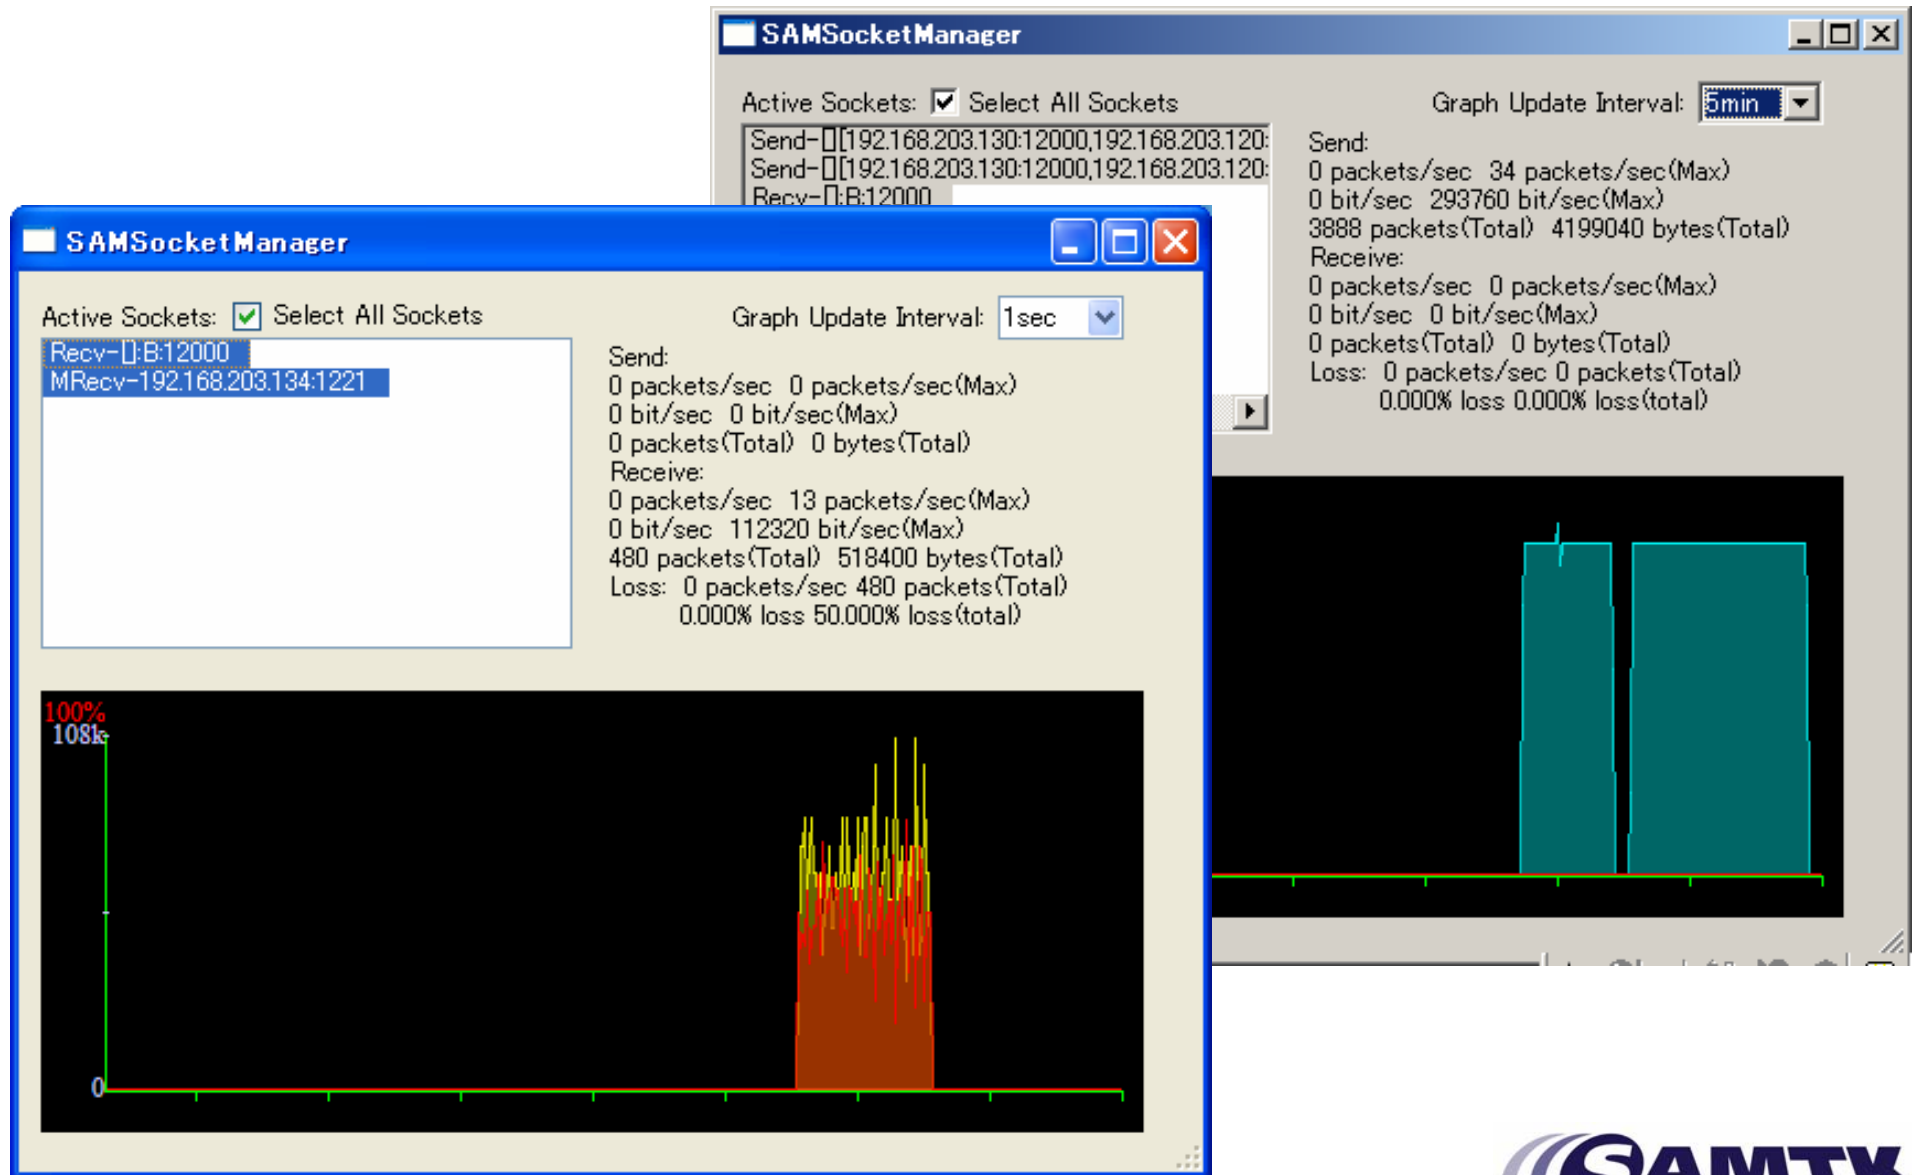 SAMSocketManager
Active Sockets: Select All Sockets
Graph Update Interval: 5min
Send-[][192.168.203.130:12000,192.168.203.120:
Send-[][192.168.203.130:12000,192.168.203.120:
Recv-[]:B:12000
Send:
0 packets/sec 34 packets/sec(Max)
0 bit/sec 293760 bit/sec(Max)
3888 packets(Total) 4199040 bytes(Total)
Receive:
0 packets/sec 0 packets/sec(Max)
0 bit/sec 0 bit/sec(Max)
0 packets(Total) 0 bytes(Total)
Loss: 0 packets/sec 0 packets(Total)
0.000% loss 0.000% loss(total)
SAMSocketManager
Active Sockets: Select All Sockets
Graph Update Interval: 1sec
Recv-[]:B:12000
MRecv-192.168.203.134:1221
Send:
0 packets/sec 0 packets/sec(Max)
0 bit/sec 0 bit/sec(Max)
0 packets(Total) 0 bytes(Total)
Receive:
0 packets/sec 13 packets/sec(Max)
0 bit/sec 112320 bit/sec(Max)
480 packets(Total) 518400 bytes(Total)
Loss: 0 packets/sec 480 packets(Total)
0.000% loss 50.000% loss(total)
100%
108k
0
SAMTK